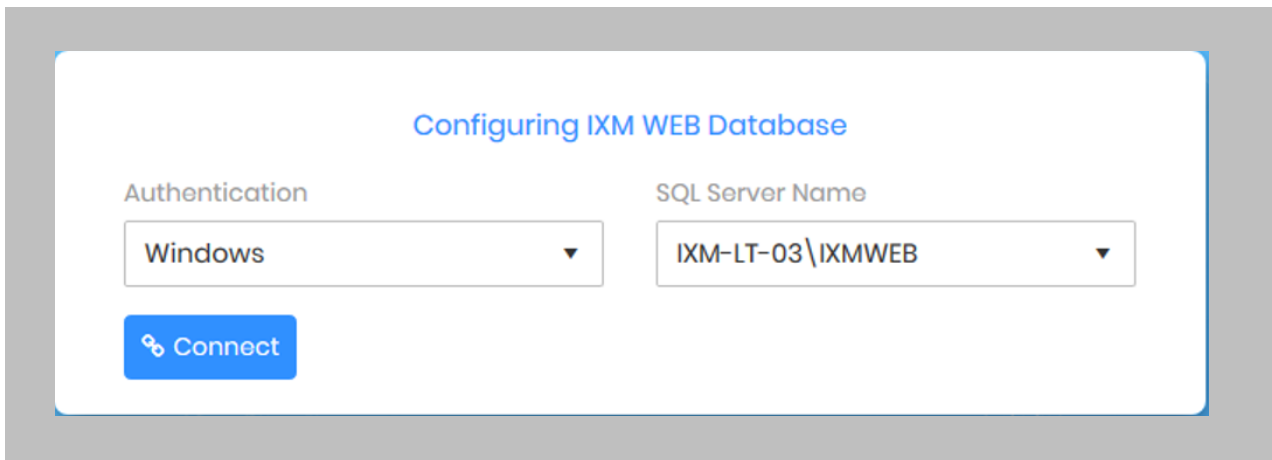 Configuring IXM WEB Database
Authentication
SQL Server Name
Windows
IXM-LT-03\IXMWEB
Connect